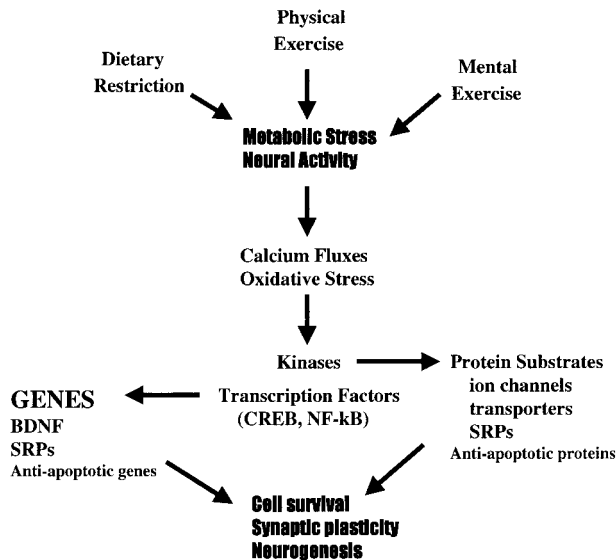 Physical
Exercise
Dietary
Restriction
Mental
Exercise
Metabolic Stress
Neural Activity
Calcium Fluxes
Oxidative Stress
Kinases
Protein Substrates
ion channels
transporters
SRPs
Anti-apoptotic proteins
Transcription Factors
(CREB, NF-kB)
GENES
BDNF
SRPs
Anti-apoptotic genes
Cell survival
Synaptic plasticity
Neurogenesis